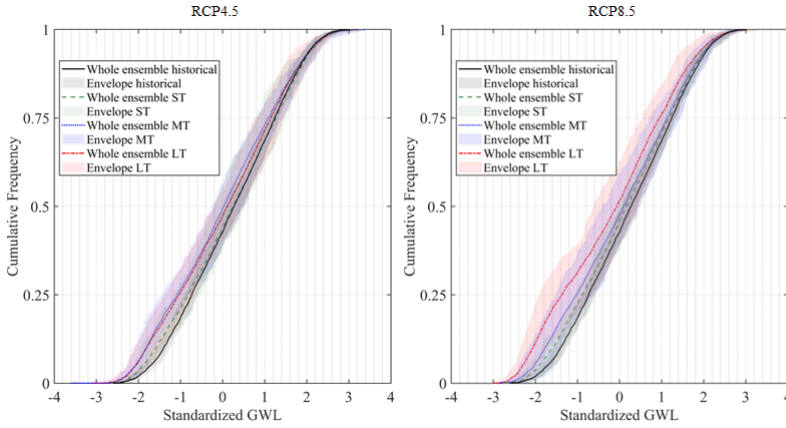 RCP4.5
1
0.75
0.5
0.25
0
Cumulative Frequency
Whole ensemble historical
Envelope historical
Whole ensemble ST
Envelope ST
Whole ensemble MT
Envelope MT
Whole ensemble LT
Envelope LT
-4 -3 -2 -1 0 1 2 3 4
Standardized GWL
RCP8.5
1
0.75
0.5
0.25
0
Cumulative Frequency
Whole ensemble historical
Envelope historical
Whole ensemble ST
Envelope ST
Whole ensemble MT
Envelope MT
Whole ensemble LT
Envelope LT
-4 -3 -2 -1 0 1 2 3 4
Standardized GWL